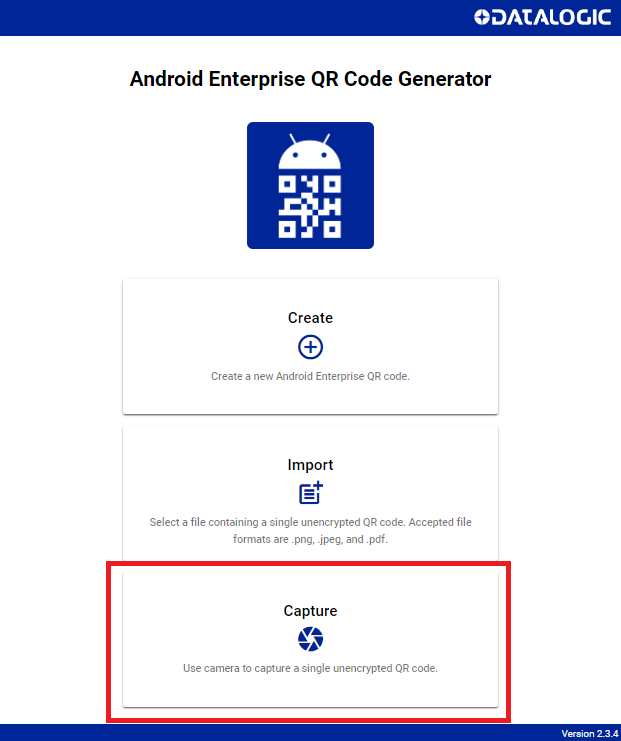 DATALOGIC
Android Enterprise QR Code Generator
Create
Create a new Android Enterprise QR code.
Import
Select a file containing a single unencrypted QR code. Accepted file
formats are .png, .jpeg, and .pdf.
Capture
Use camera to capture a single unencrypted QR code.
Version 2.3.4